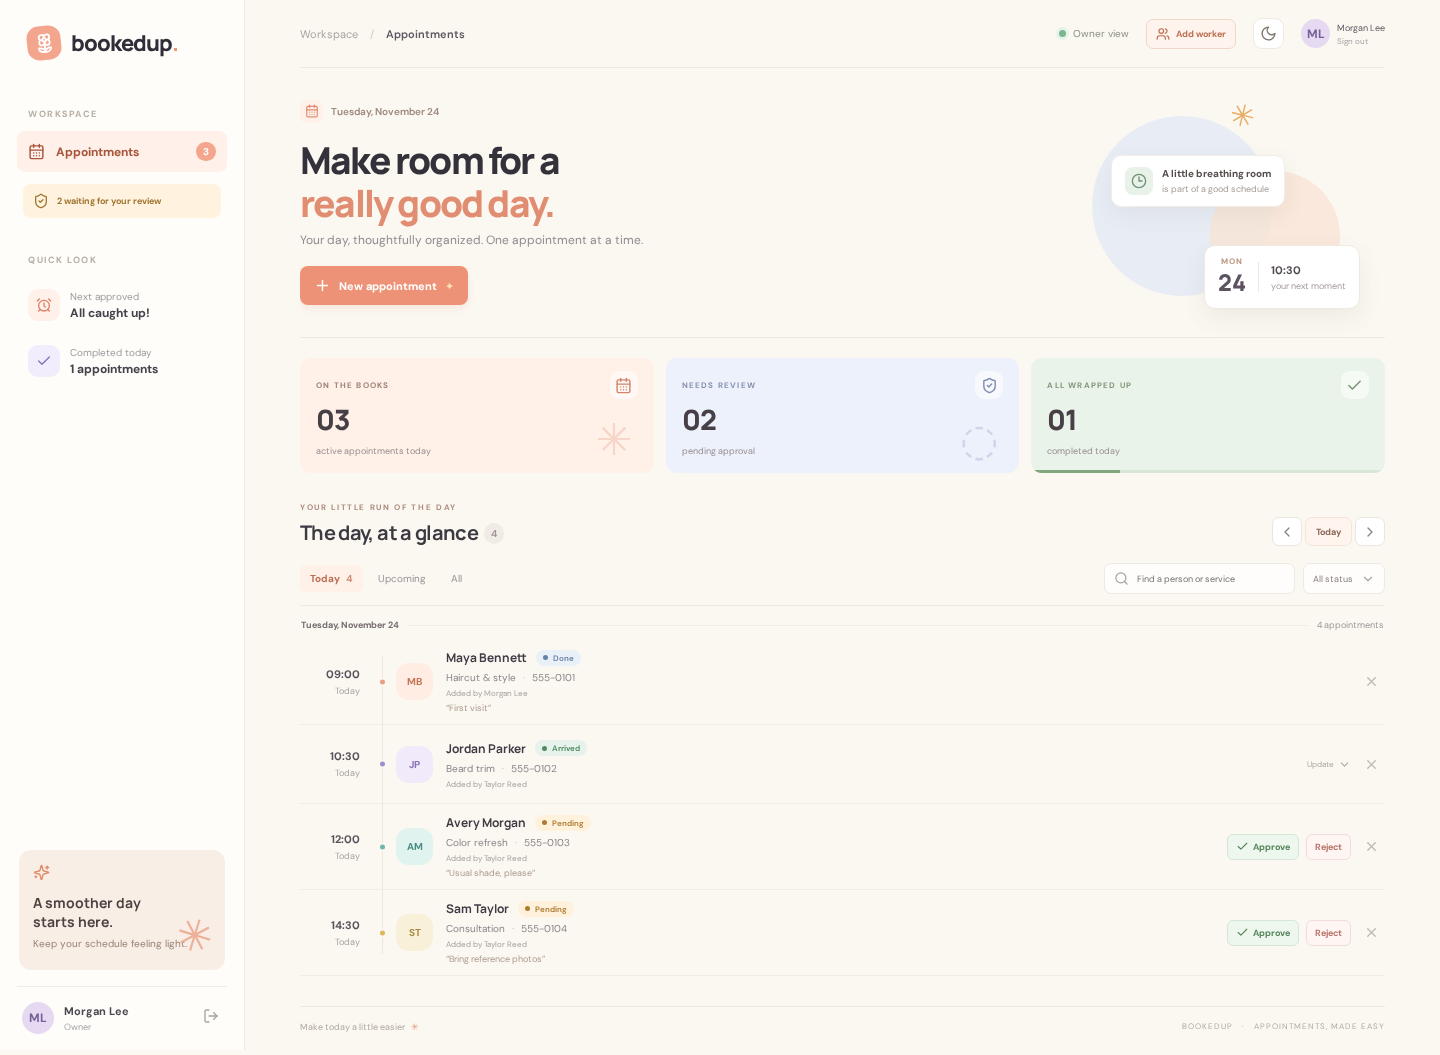 bookedup.
WORKSPACE
Appointments 3
2 waiting for your review
QUICK LOOK
Next approved
All caught up!
Completed today
1 appointments
A smoother day
starts here.
Keep your schedule feeling light.
ML Morgan Lee
Owner
Workspace / Appointments
Owner view
Add worker
ML Morgan Lee
Sign out
Tuesday, November 24
Make room for a
really good day.
Your day, thoughtfully organized. One appointment at a time.
New appointment
A little breathing room
is part of a good schedule
MON
24
10:30
your next moment
ON THE BOOKS
03
active appointments today
NEEDS REVIEW
02
pending approval
ALL WRAPPED UP
01
completed today
YOUR LITTLE RUN OF THE DAY
The day, at a glance 4
Today
Today 4 Upcoming All
Find a person or service
All status
Tuesday, November 24
4 appointments
09:00
Today
MB
Maya Bennett Done
Haircut & style · 555-0101
Added by Morgan Lee
"First visit"
10:30
Today
JP
Jordan Parker Arrived
Beard trim · 555-0102
Added by Taylor Reed
Update
12:00
Today
AM
Avery Morgan Pending
Color refresh · 555-0103
Added by Taylor Reed
"Usual shade, please"
Approve Reject
14:30
Today
ST
Sam Taylor Pending
Consultation · 555-0104
Added by Taylor Reed
"Bring reference photos"
Approve Reject
Make today a little easier
BOOKEDUP · APPOINTMENTS, MADE EASY